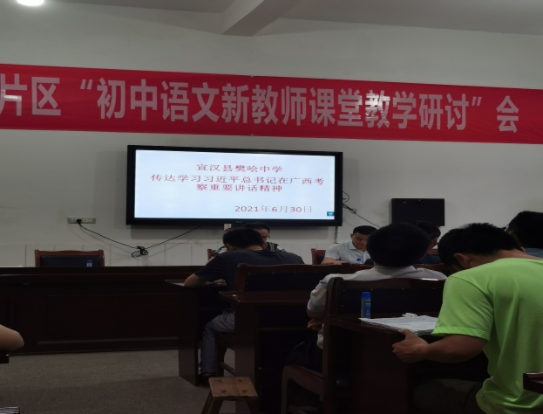 片区“初中语文新教师课堂教学研讨”会
宣汉县樊哙中学
传达学习习近平总书记在广西考
察重要讲话精神
2021年6月30日